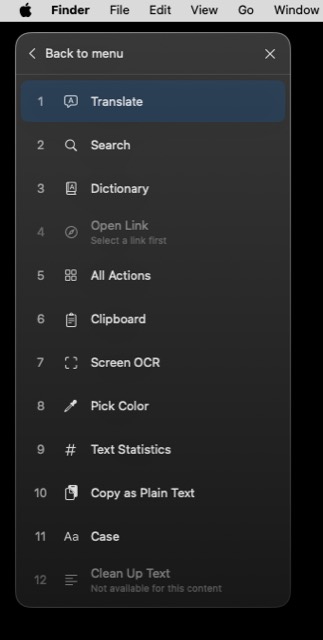 Finder File Edit View Go Window
Back to menu
1 Translate
2 Search
3 Dictionary
4 Open Link
Select a link first
5 All Actions
6 Clipboard
7 Screen OCR
8 Pick Color
9 # Text Statistics
10 Copy as Plain Text
11 Aa Case
12 Clean Up Text
Not available for this content